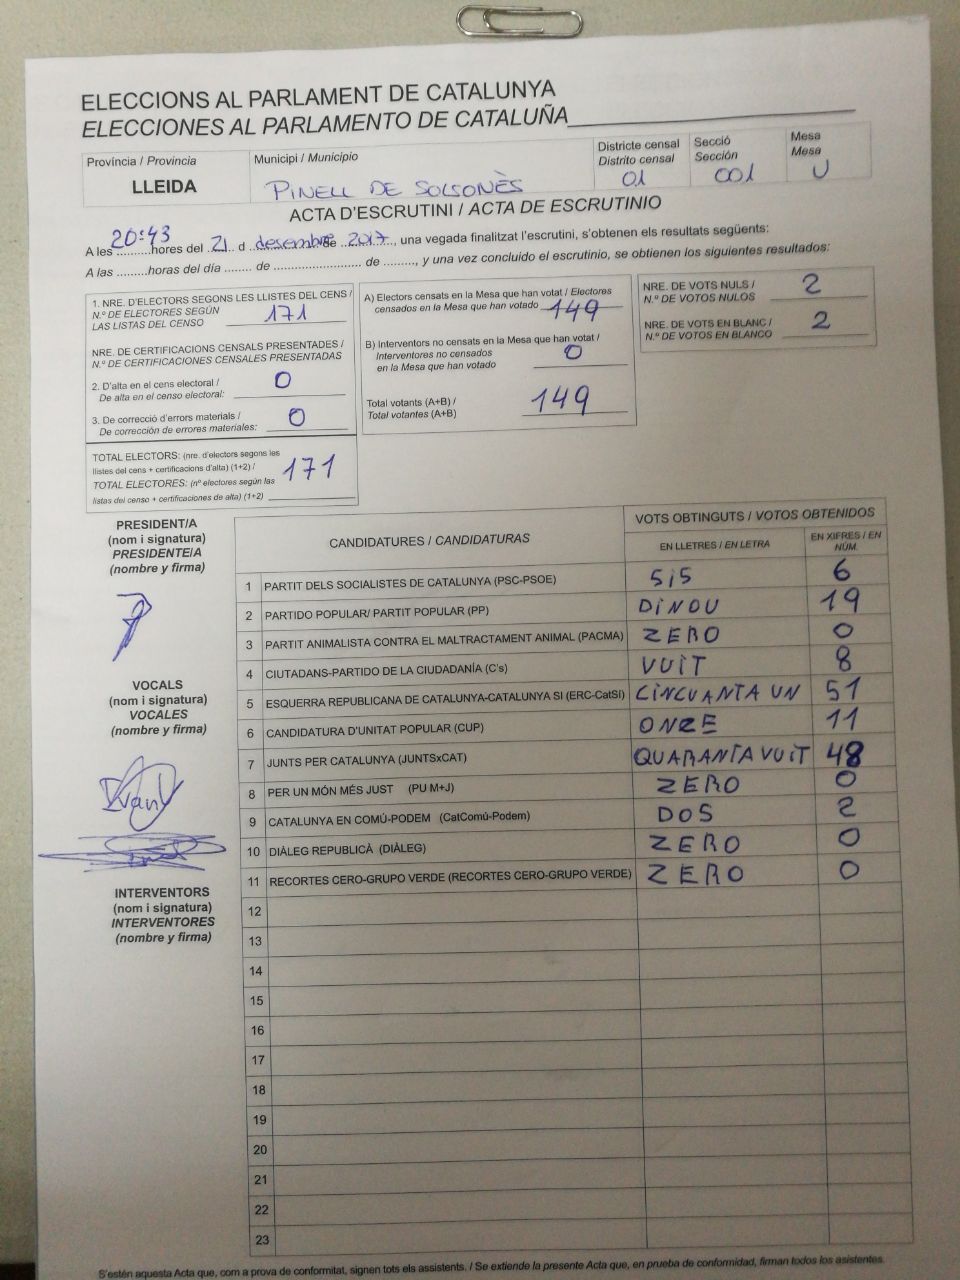 ELECCIONS AL PARLAMENT DE CATALUNYA
ELECCIONES AL PARLAMENTO DE CATALUÑA
Província / Provincia
LLEIDA
Municipi / Municipio
PINELL DE SOLSONÈS
Districte censal
Distrito censal
01
Secció
Sección
001
Mesa
Mesa
U
ACTA D'ESCRUTINI / ACTA DE ESCRUTINIO
A les 20:43 hores del 21 d desembre de 2017, una vegada finalitzat l'escrutini, s'obtenen els resultats següents:
A las .........horas del día ........ de .......................... de ........., y una vez concluido el escrutinio, se obtienen los siguientes resultados:
1. NRE. D'ELECTORS SEGONS LES LLISTES DEL CENS /
N.º DE ELECTORES SEGÚN
LAS LISTAS DEL CENSO 171
NRE. DE CERTIFICACIONS CENSALS PRESENTADES /
N.º DE CERTIFICACIONES CENSALES PRESENTADAS
2. D'alta en el cens electoral /
De alta en el censo electoral: 0
3. De correcció d'errors materials /
De corrección de errores materiales: 0
TOTAL ELECTORS: (nre. d'electors segons les
llistes del cens + certificacions d'alta) (1+2) /
TOTAL ELECTORES: (nº electores según las
listas del censo + certificaciones de alta) (1+2) 171
A) Electors censats en la Mesa que han votat / Electores
censados en la Mesa que han votado 149
B) Interventors no censats en la Mesa que han votat /
Interventores no censados
en la Mesa que han votado 0
Total votants (A+B) /
Total votantes (A+B) 149
NRE. DE VOTS NULS /
N.º DE VOTOS NULOS 2
NRE. DE VOTS EN BLANC /
N.º DE VOTOS EN BLANCO 2
PRESIDENT/A
(nom i signatura)
PRESIDENTE/A
(nombre y firma)
VOCALS
(nom i signatura)
VOCALES
(nombre y firma)
Ivan
INTERVENTORS
(nom i signatura)
INTERVENTORES
(nombre y firma)
CANDIDATURES / CANDIDATURAS
VOTS OBTINGUTS / VOTOS OBTENIDOS
EN LLETRES / EN LETRA
EN XIFRES / EN
NÚM.
1 PARTIT DELS SOCIALISTES DE CATALUNYA (PSC-PSOE) SiS 6
2 PARTIDO POPULAR/ PARTIT POPULAR (PP) DiNOU 19
3 PARTIT ANIMALISTA CONTRA EL MALTRACTAMENT ANIMAL (PACMA) ZERO 0
4 CIUTADANS-PARTIDO DE LA CIUDADANÍA (C's) VUIT 8
5 ESQUERRA REPUBLICANA DE CATALUNYA-CATALUNYA SÍ (ERC-CatSí) CINCUANTA UN 51
6 CANDIDATURA D'UNITAT POPULAR (CUP) ONZE 11
7 JUNTS PER CATALUNYA (JUNTSxCAT) QUARANTA VUIT 48
8 PER UN MÓN MÉS JUST (PU M+J) ZERO 0
9 CATALUNYA EN COMÚ-PODEM (CatComú-Podem) DOS 2
10 DIÀLEG REPUBLICÀ (DIÀLEG) ZERO 0
11 RECORTES CERO-GRUPO VERDE (RECORTES CERO-GRUPO VERDE) ZERO 0
12
13
14
15
16
17
18
19
20
21
22
23
S'estén aquesta Acta que, com a prova de conformitat, signen tots els assistents. / Se extiende la presente Acta que, en prueba de conformidad, firman todos los asistentes.